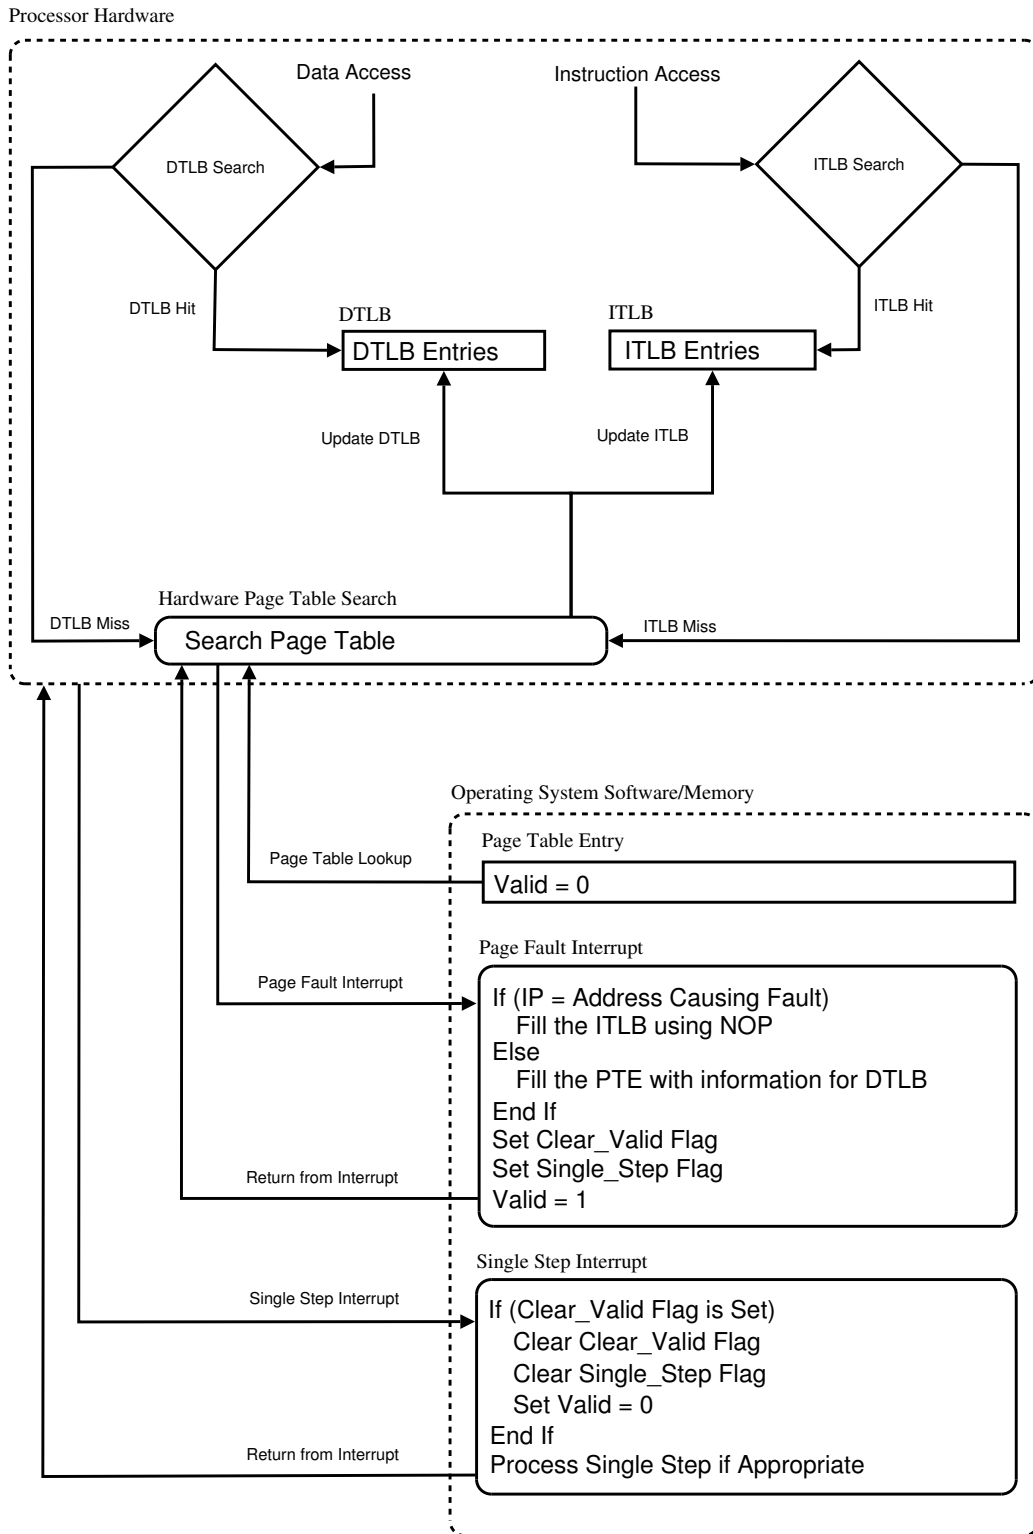 Processor Hardware
Data Access
Instruction Access
DTLB Search
ITLB Search
DTLB Hit
ITLB Hit
DTLB
ITLB
DTLB Entries
ITLB Entries
Update DTLB
Update ITLB
Hardware Page Table Search
DTLB Miss
Search Page Table
ITLB Miss
Operating System Software/Memory
Page Table Entry
Page Table Lookup
Valid = 0
Page Fault Interrupt
Page Fault Interrupt
If (IP = Address Causing Fault)
Fill the ITLB using NOP
Else
Fill the PTE with information for DTLB
End If
Set Clear_Valid Flag
Set Single_Step Flag
Return from Interrupt
Valid = 1
Single Step Interrupt
Single Step Interrupt
If (Clear_Valid Flag is Set)
Clear Clear_Valid Flag
Clear Single_Step Flag
Set Valid = 0
End If
Return from Interrupt
Process Single Step if Appropriate